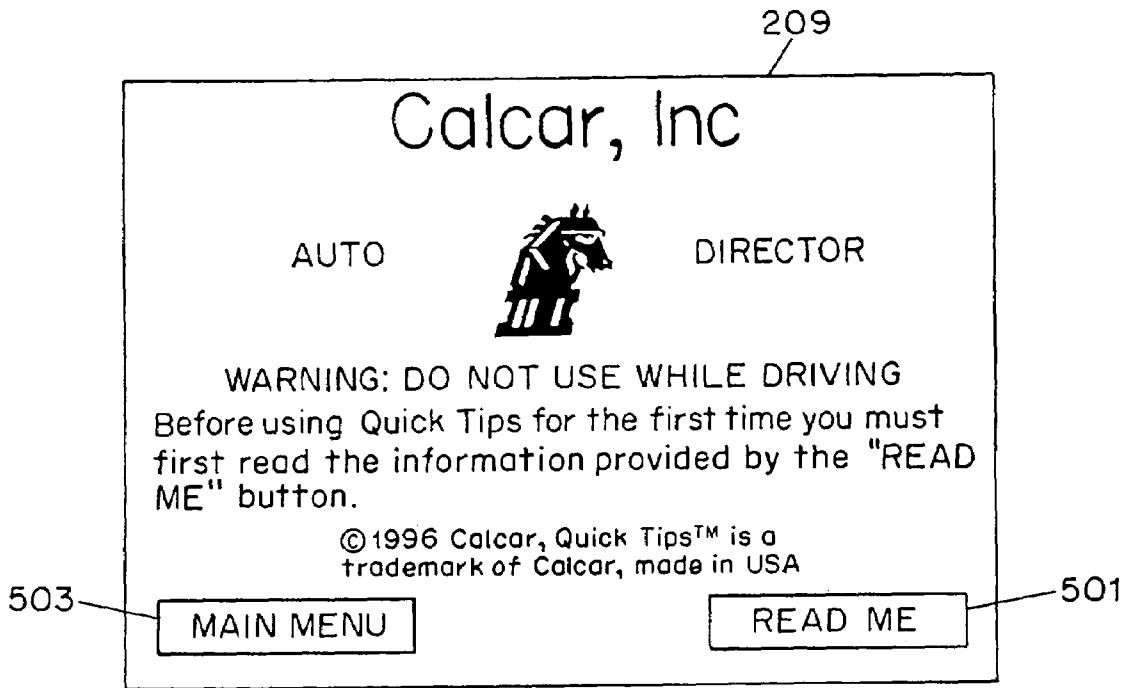 209
Calcar, Inc
AUTO DIRECTOR
WARNING: DO NOT USE WHILE DRIVING
Before using Quick Tips for the first time you must
first read the information provided by the "READ
ME" button.
©1996 Calcar, Quick Tips™ is a
trademark of Calcar, made in USA
503 MAIN MENU READ ME 501